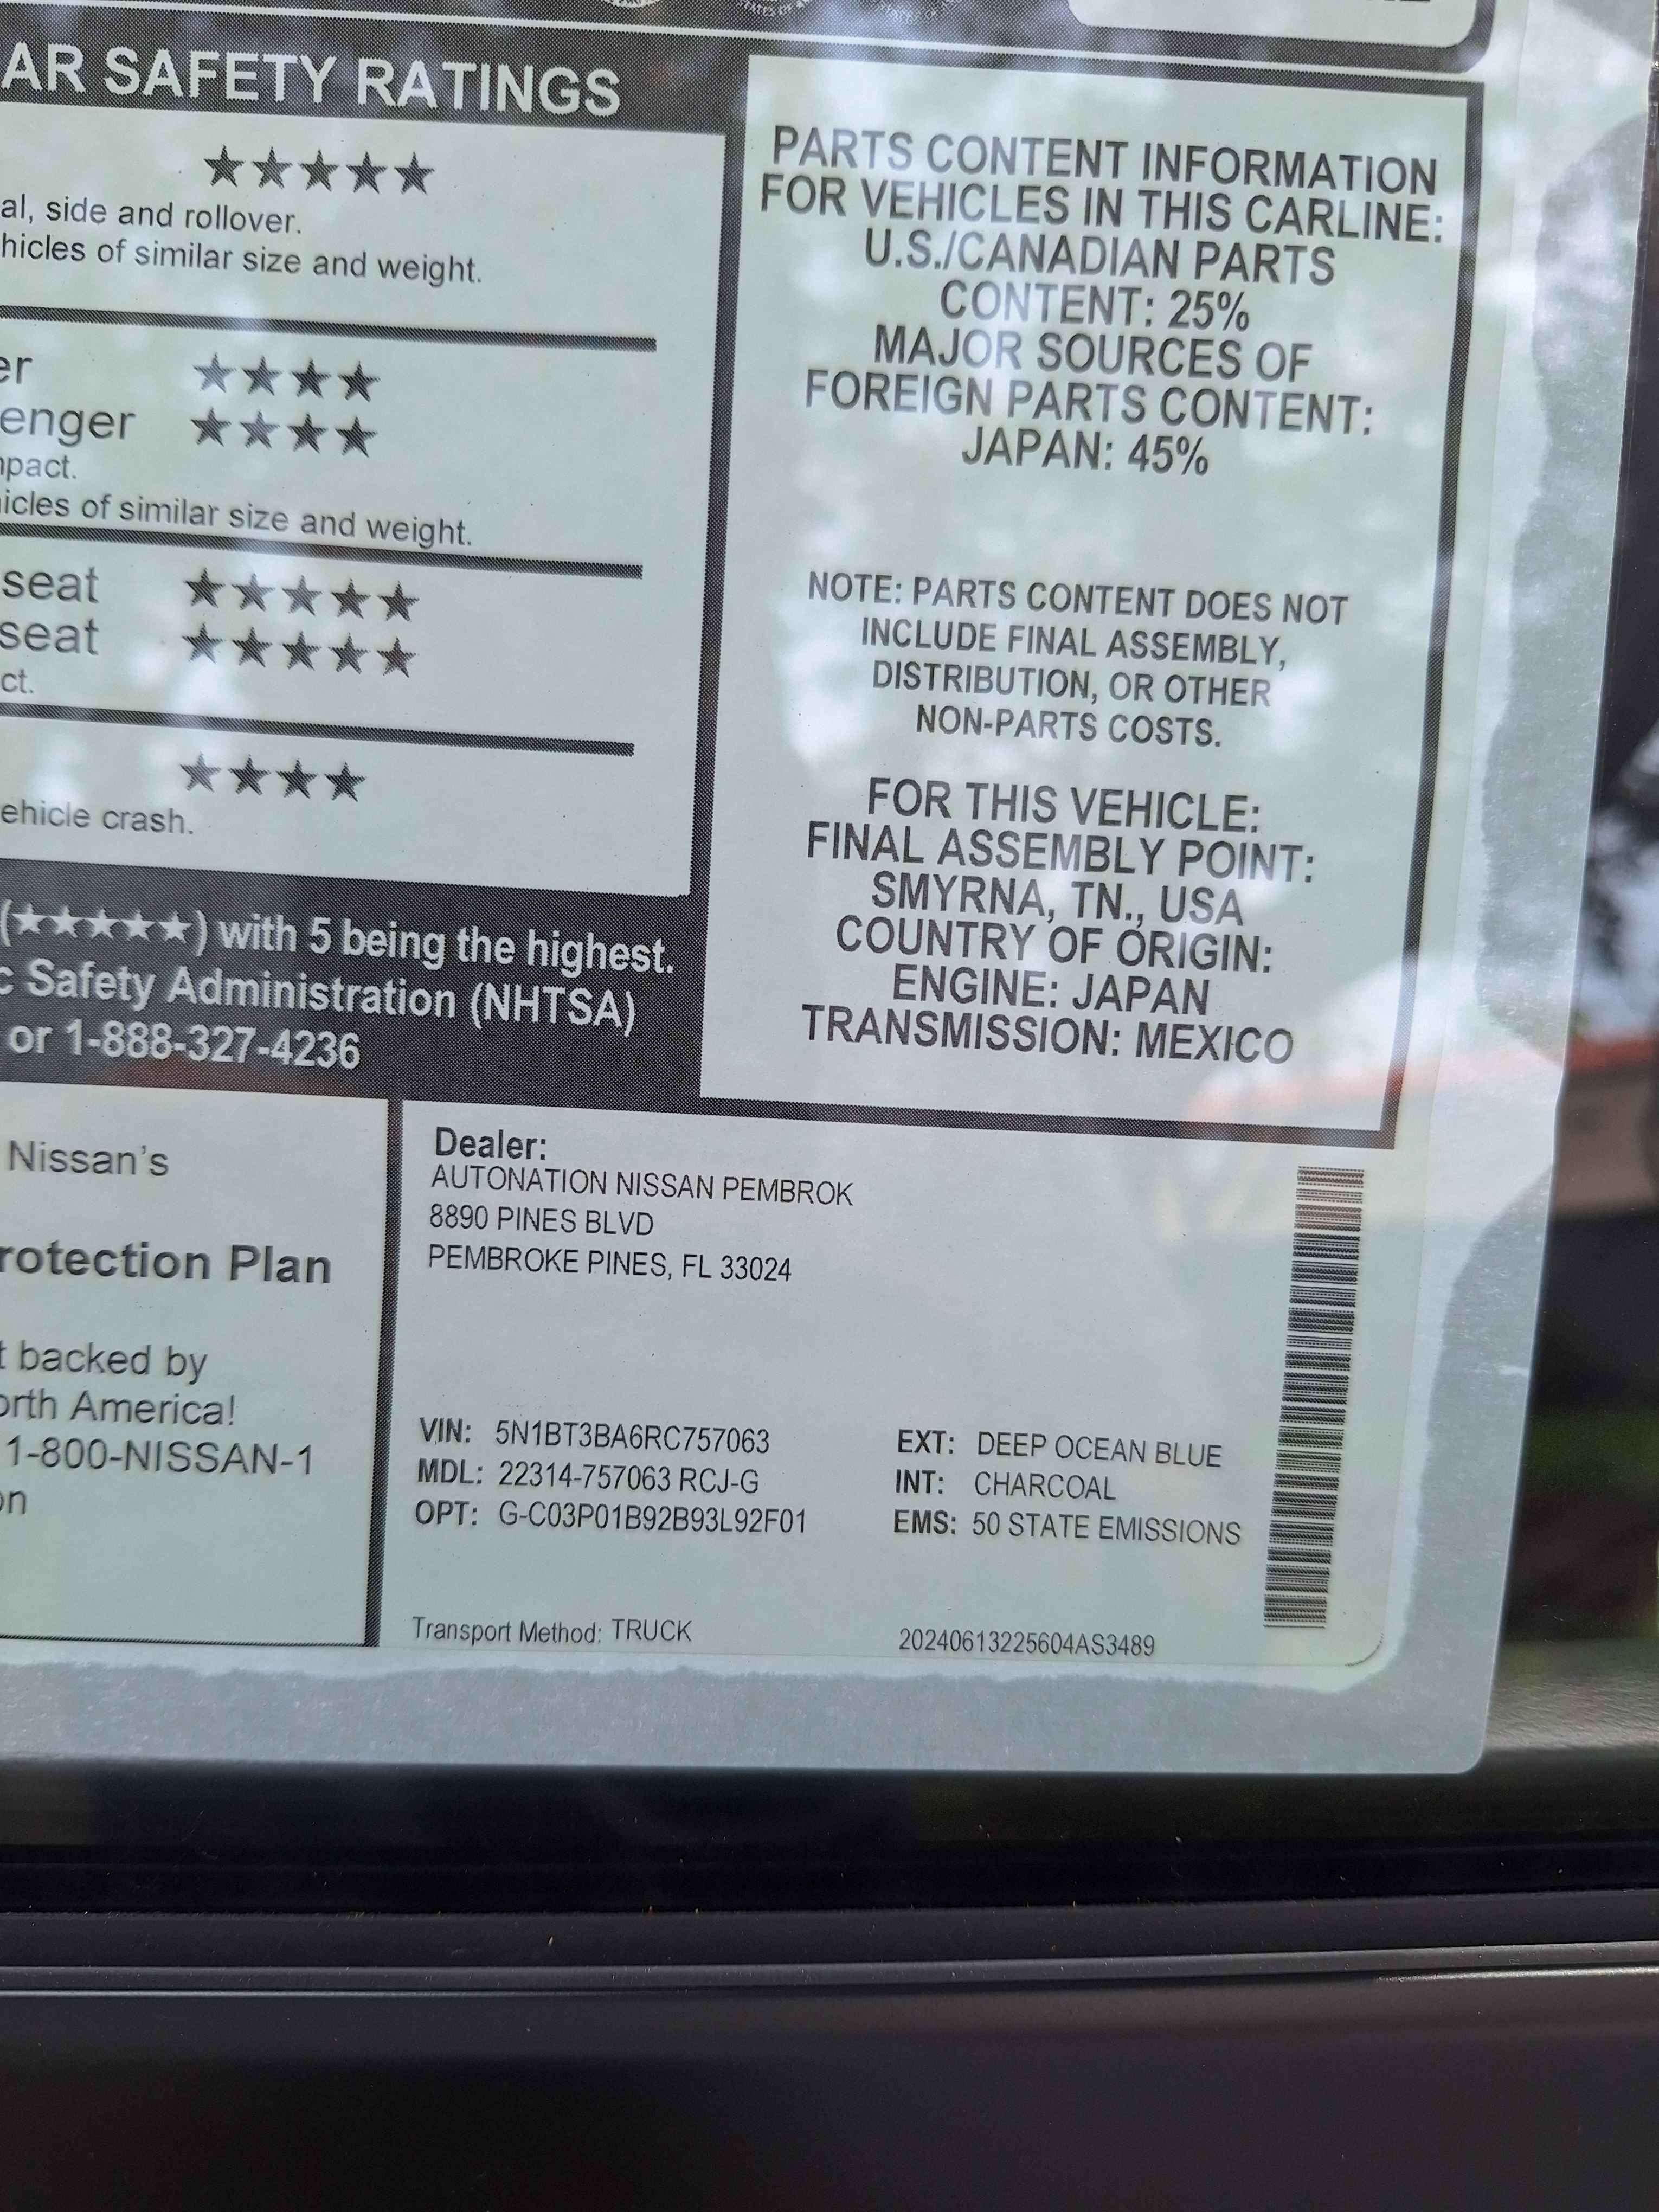 AR SAFETY RATINGS
★★★★★
al, side and rollover.
hicles of similar size and weight.
er ★★★★
enger ★★★★
mpact.
icles of similar size and weight.
seat ★★★★★
seat ★★★★★
ct.
★★★★
ehicle crash.
(★★★★★) with 5 being the highest.
c Safety Administration (NHTSA)
or 1-888-327-4236
PARTS CONTENT INFORMATION
FOR VEHICLES IN THIS CARLINE:
U.S./CANADIAN PARTS
CONTENT: 25%
MAJOR SOURCES OF
FOREIGN PARTS CONTENT:
JAPAN: 45%
NOTE: PARTS CONTENT DOES NOT
INCLUDE FINAL ASSEMBLY,
DISTRIBUTION, OR OTHER
NON-PARTS COSTS.
FOR THIS VEHICLE:
FINAL ASSEMBLY POINT:
SMYRNA, TN., USA
COUNTRY OF ORIGIN:
ENGINE: JAPAN
TRANSMISSION: MEXICO
Nissan's
rotection Plan
t backed by
orth America!
1-800-NISSAN-1
on
Dealer:
AUTONATION NISSAN PEMBROK
8890 PINES BLVD
PEMBROKE PINES, FL 33024
VIN: 5N1BT3BA6RC757063
MDL: 22314-757063 RCJ-G
OPT: G-C03P01B92B93L92F01
EXT: DEEP OCEAN BLUE
INT: CHARCOAL
EMS: 50 STATE EMISSIONS
Transport Method: TRUCK
20240613225604AS3489